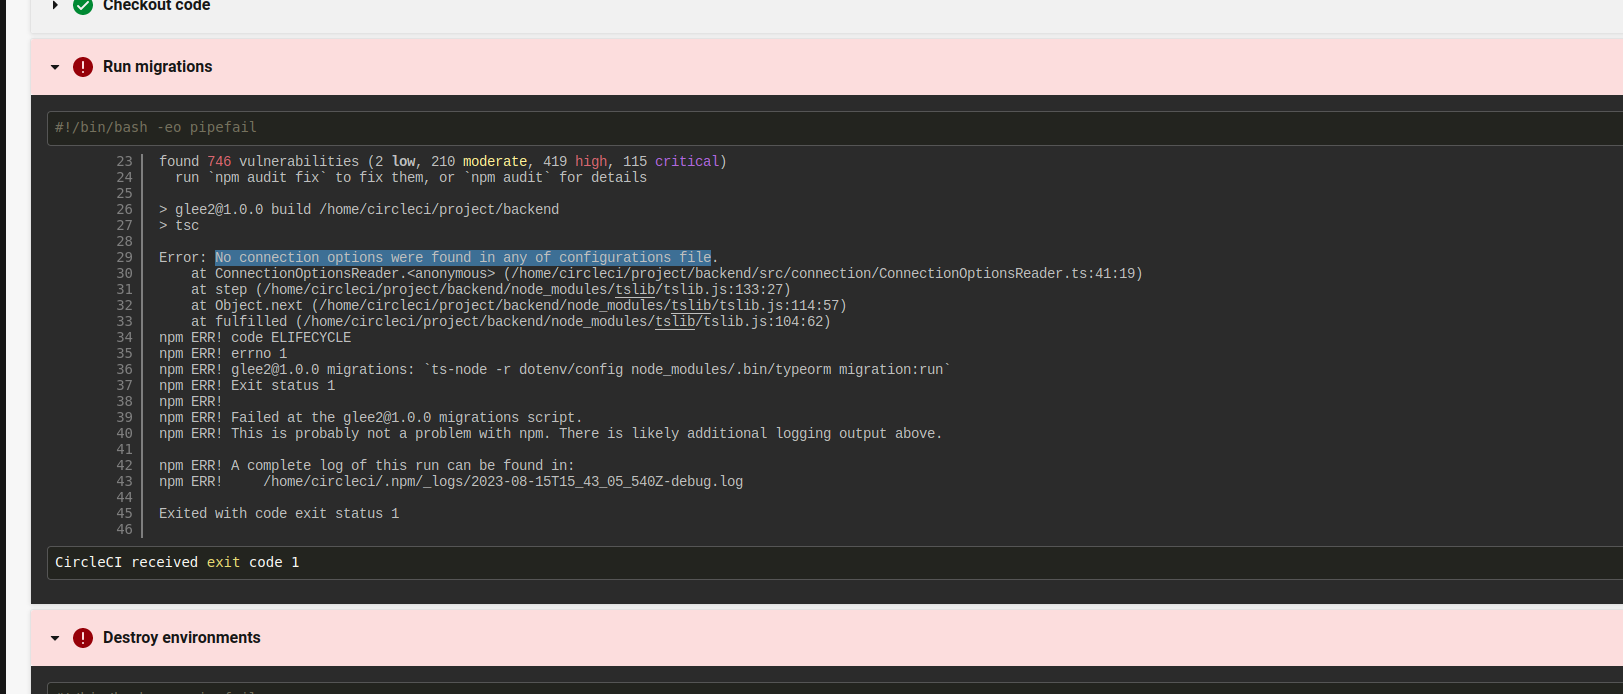 Checkout code
Run migrations
#!/bin/bash -eo pipefail
23 found 746 vulnerabilities (2 low, 210 moderate, 419 high, 115 critical)
24 run `npm audit fix` to fix them, or `npm audit` for details
25
26 > glee2@1.0.0 build /home/circleci/project/backend
27 > tsc
28
29 Error: No connection options were found in any of configurations file.
30 at ConnectionOptionsReader.<anonymous> (/home/circleci/project/backend/src/connection/ConnectionOptionsReader.ts:41:19)
31 at step (/home/circleci/project/backend/node_modules/tslib/tslib.js:133:27)
32 at Object.next (/home/circleci/project/backend/node_modules/tslib/tslib.js:114:57)
33 at fulfilled (/home/circleci/project/backend/node_modules/tslib/tslib.js:104:62)
34 npm ERR! code ELIFECYCLE
35 npm ERR! errno 1
36 npm ERR! glee2@1.0.0 migrations: `ts-node -r dotenv/config node_modules/.bin/typeorm migration:run`
37 npm ERR! Exit status 1
38 npm ERR!
39 npm ERR! Failed at the glee2@1.0.0 migrations script.
40 npm ERR! This is probably not a problem with npm. There is likely additional logging output above.
41
42 npm ERR! A complete log of this run can be found in:
43 npm ERR! /home/circleci/.npm/_logs/2023-08-15T15_43_05_540Z-debug.log
44
45 Exited with code exit status 1
46
CircleCI received exit code 1
Destroy environments